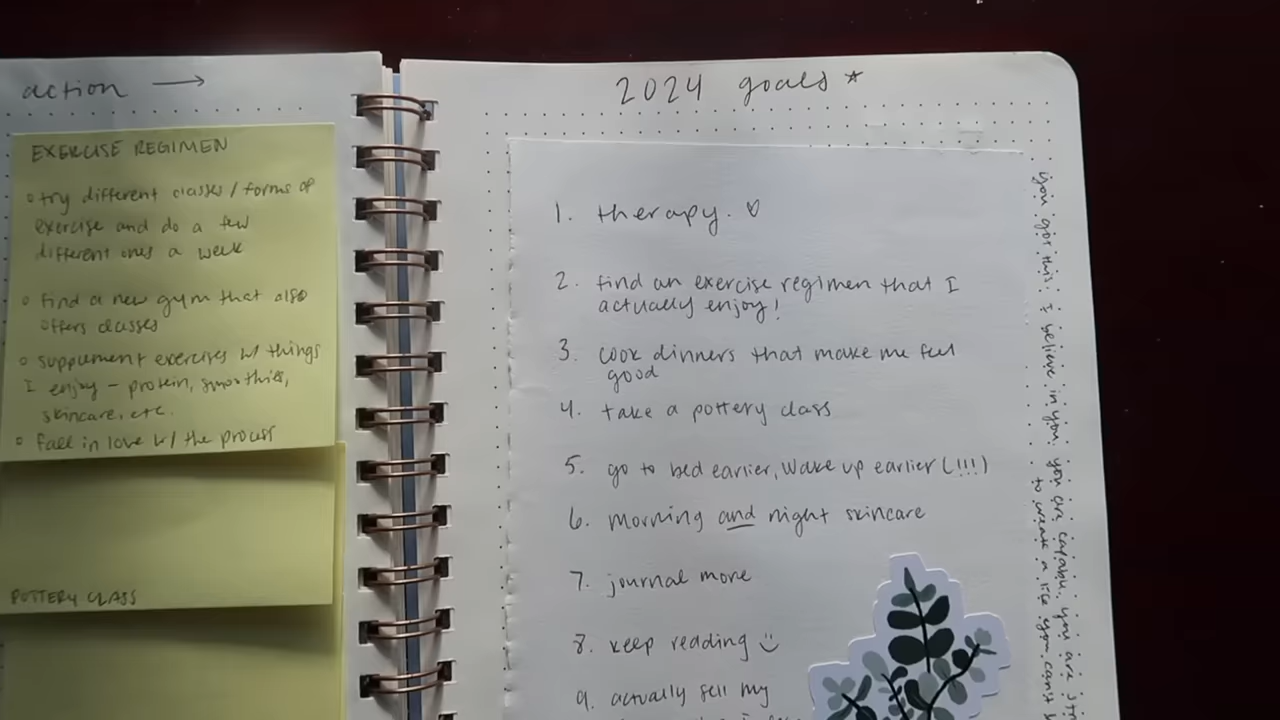 action →
EXERCISE REGIMEN
○ try different classes / forms of
exercise and do a few
different ones a week
○ find a new gym that also
offers classes
○ supplement exercises w/ things
I enjoy - protein, smoothies,
skincare, etc.
○ fall in love w/ the process
POTTERY CLASS
2024 goals ☆
1. therapy. ♡
2. find an exercise regimen that I
actually enjoy!
3. cook dinners that make me feel
good
4. take a pottery class
5. go to bed earlier, wake up earlier (!!!)
6. morning and night skincare
7. journal more
8. keep reading :)
9. actually sell my
you got this. I believe in you. you are capable, you are
to create a life you